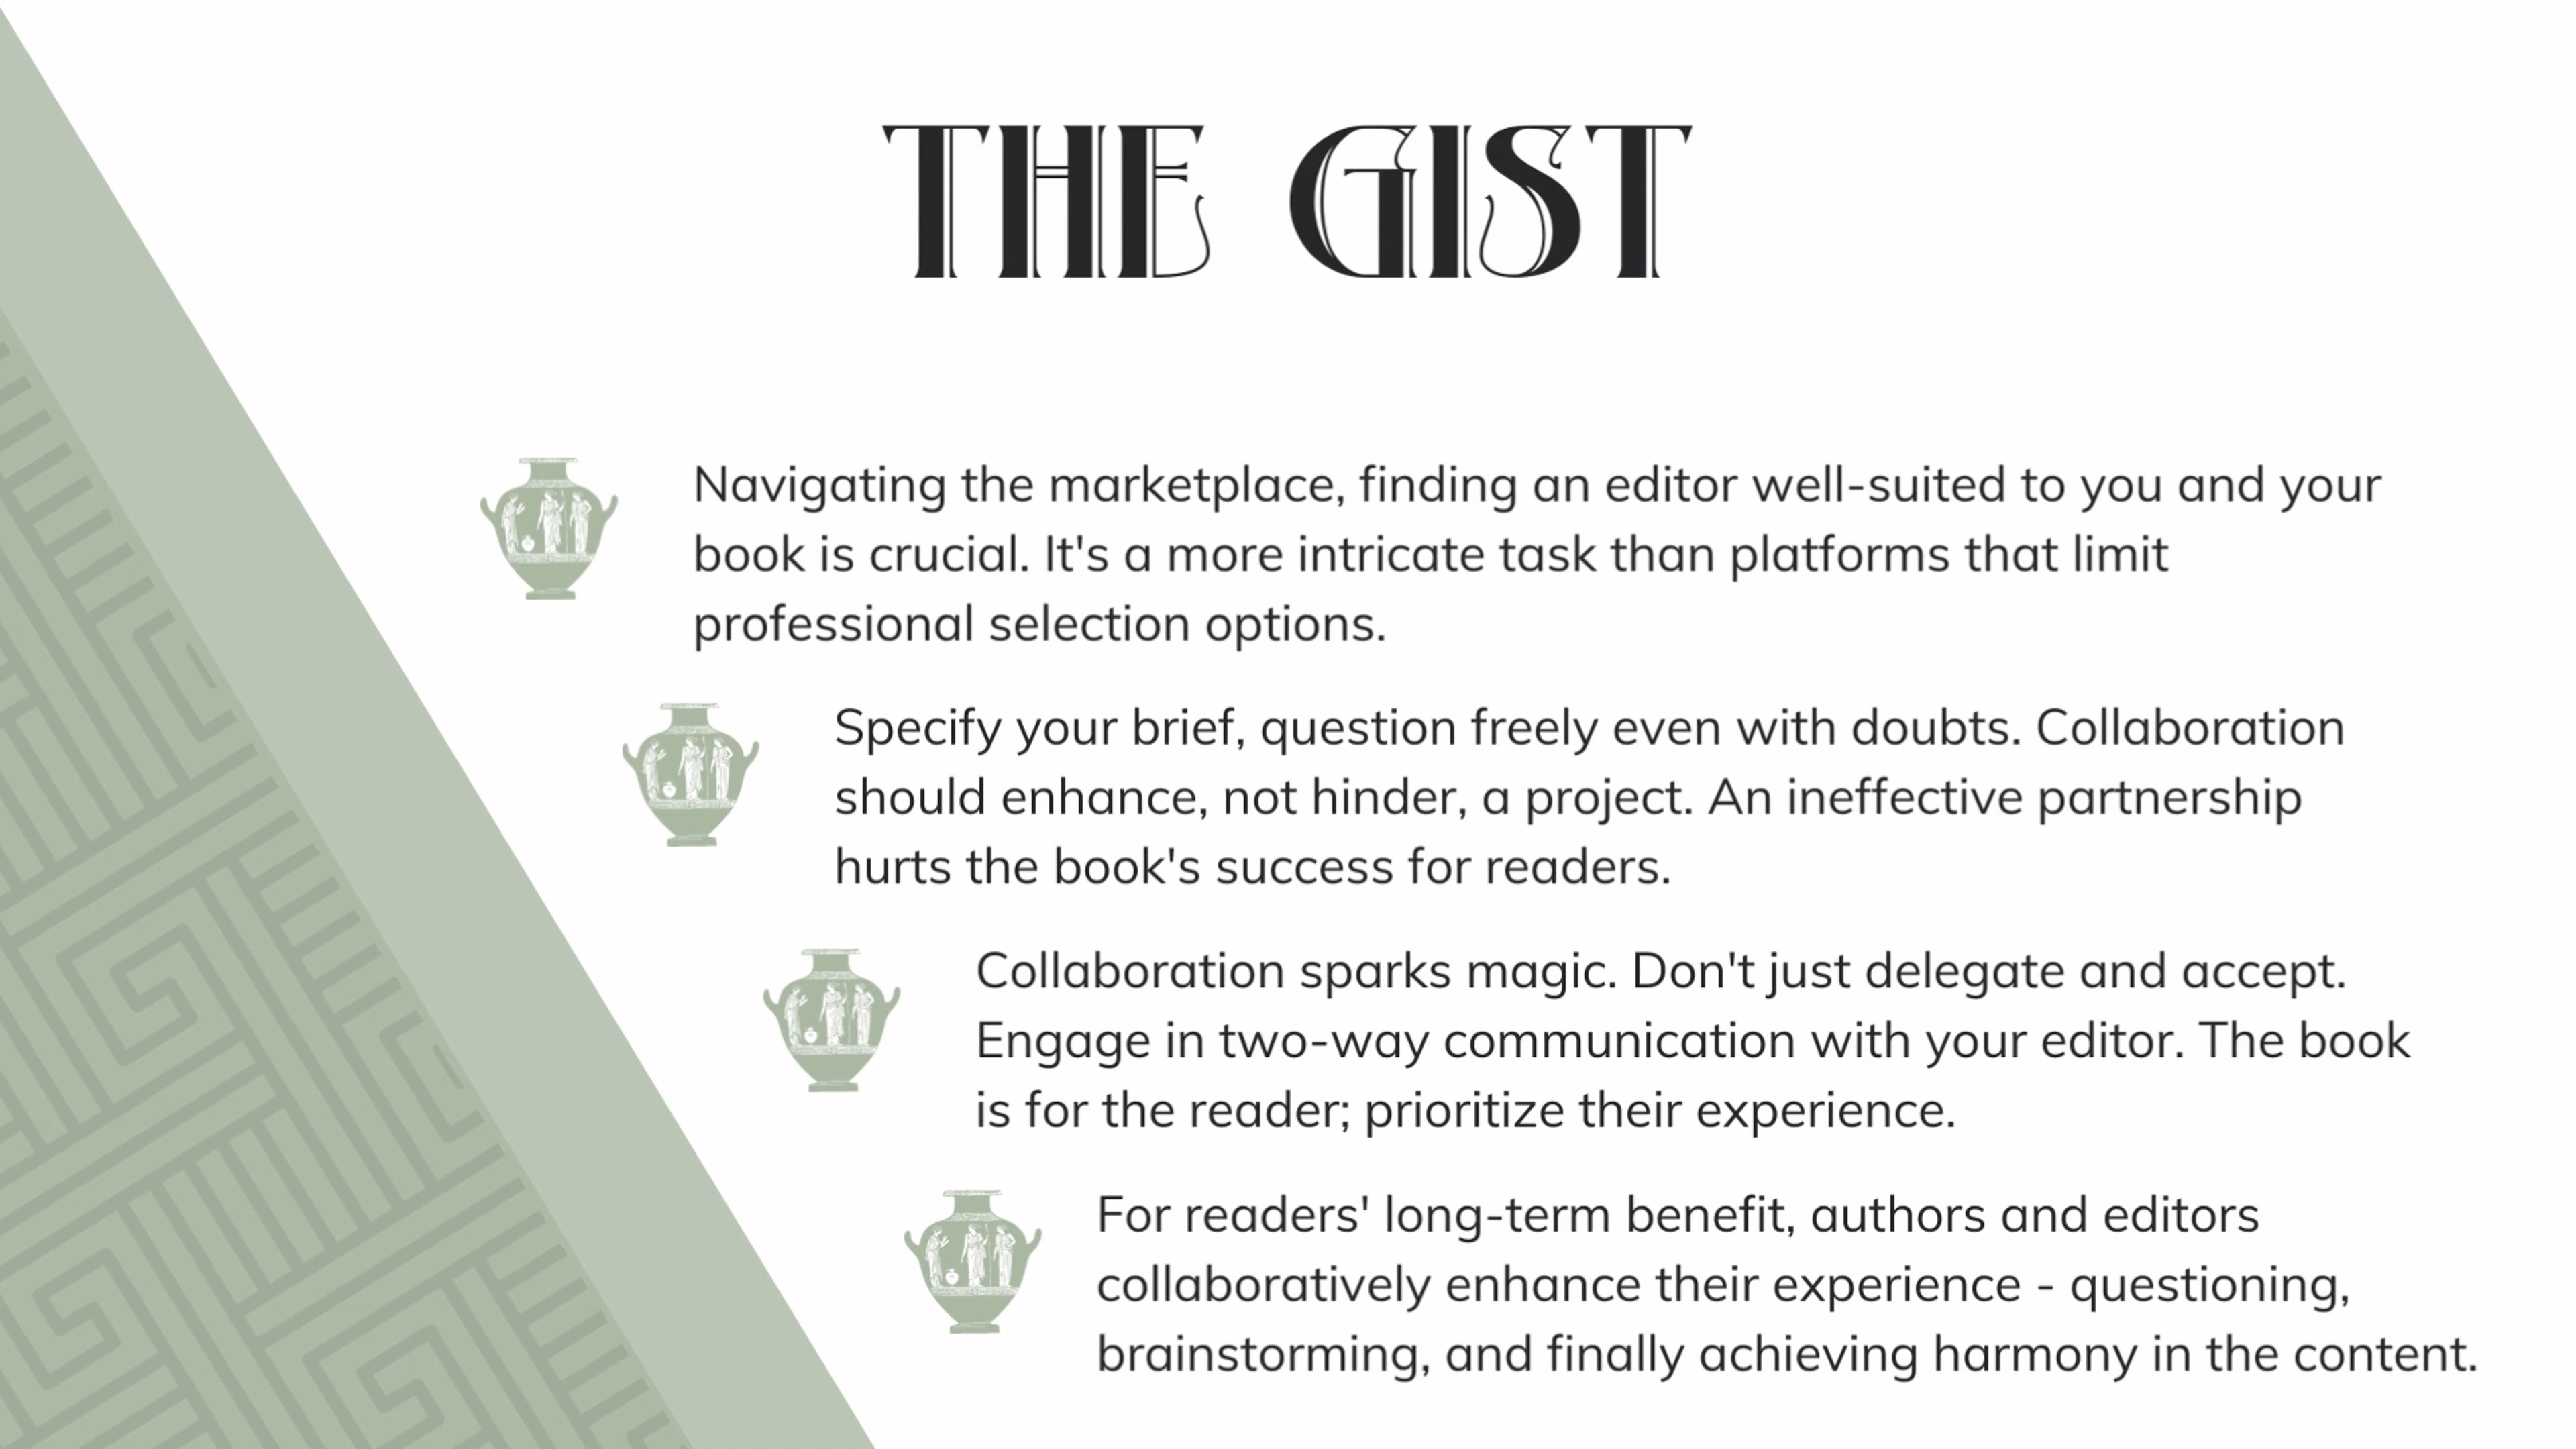 THE GIST
Navigating the marketplace, finding an editor well-suited to you and your
book is crucial. It's a more intricate task than platforms that limit
professional selection options.
Specify your brief, question freely even with doubts. Collaboration
should enhance, not hinder, a project. An ineffective partnership
hurts the book's success for readers.
Collaboration sparks magic. Don't just delegate and accept.
Engage in two-way communication with your editor. The book
is for the reader; prioritize their experience.
For readers' long-term benefit, authors and editors
collaboratively enhance their experience - questioning,
brainstorming, and finally achieving harmony in the content.